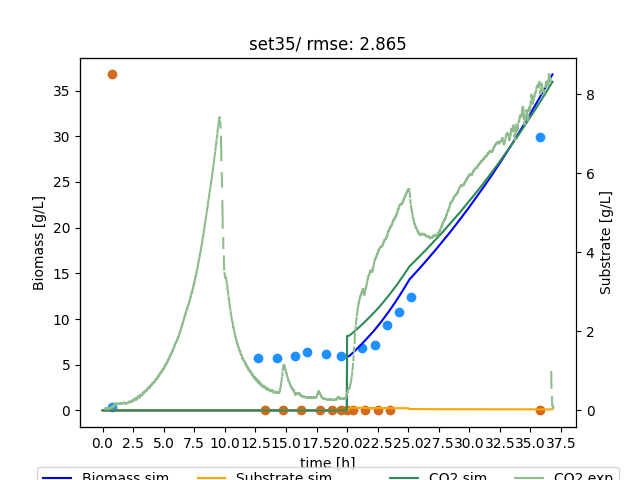 set35/ rmse: 2.865
Biomass [g/L]
35
30
25
20
15
10
5
0
8
6
4
2
0
Substrate [g/L]
0.0 2.5 5.0 7.5 10.0 12.5 15.0 17.5 20.0 22.5 25.0 27.5 30.0 32.5 35.0 37.5
time [h]
Biomass sim Substrate sim CO2 sim CO2 exp